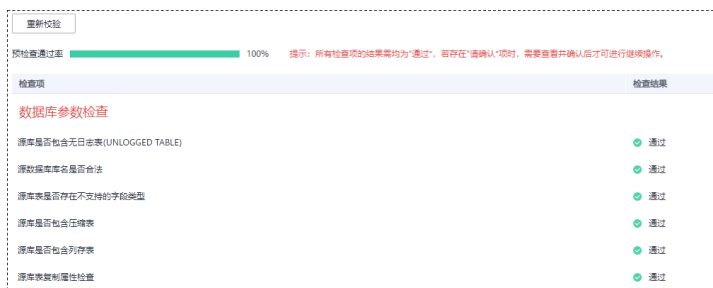 重新校验
预检查通过率 100% 提示：所有检查项的结果需均为"通过"，若存在"请确认"项时，需要查看并确认后才可进行继续操作。
检查项 检查结果
数据库参数检查
源库是否包含无日志表(UNLOGGED TABLE) 通过
源数据库库名是否合法 通过
源库表是否存在不支持的字段类型 通过
源库是否包含压缩表 通过
源库是否包含列存表 通过
源库表复制属性检查 通过